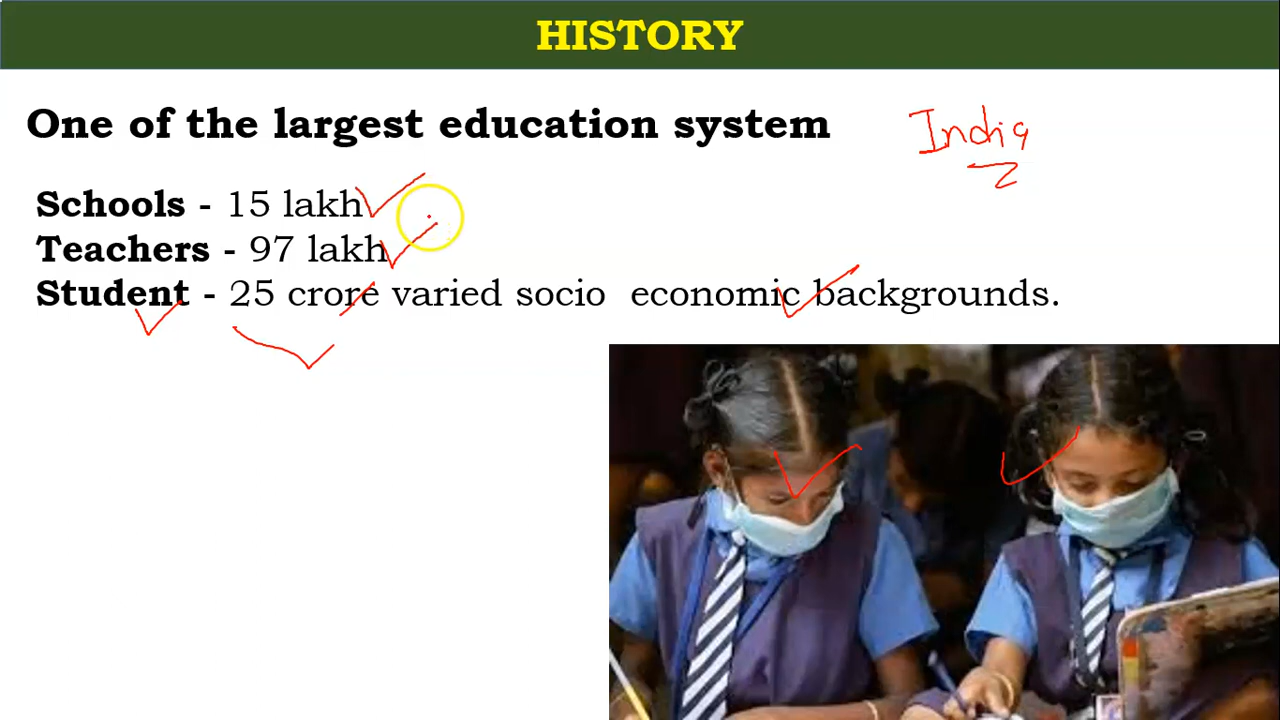 HISTORY
One of the largest education system
India
Schools - 15 lakh
Teachers - 97 lakh
Student - 25 crore varied socio economic backgrounds.